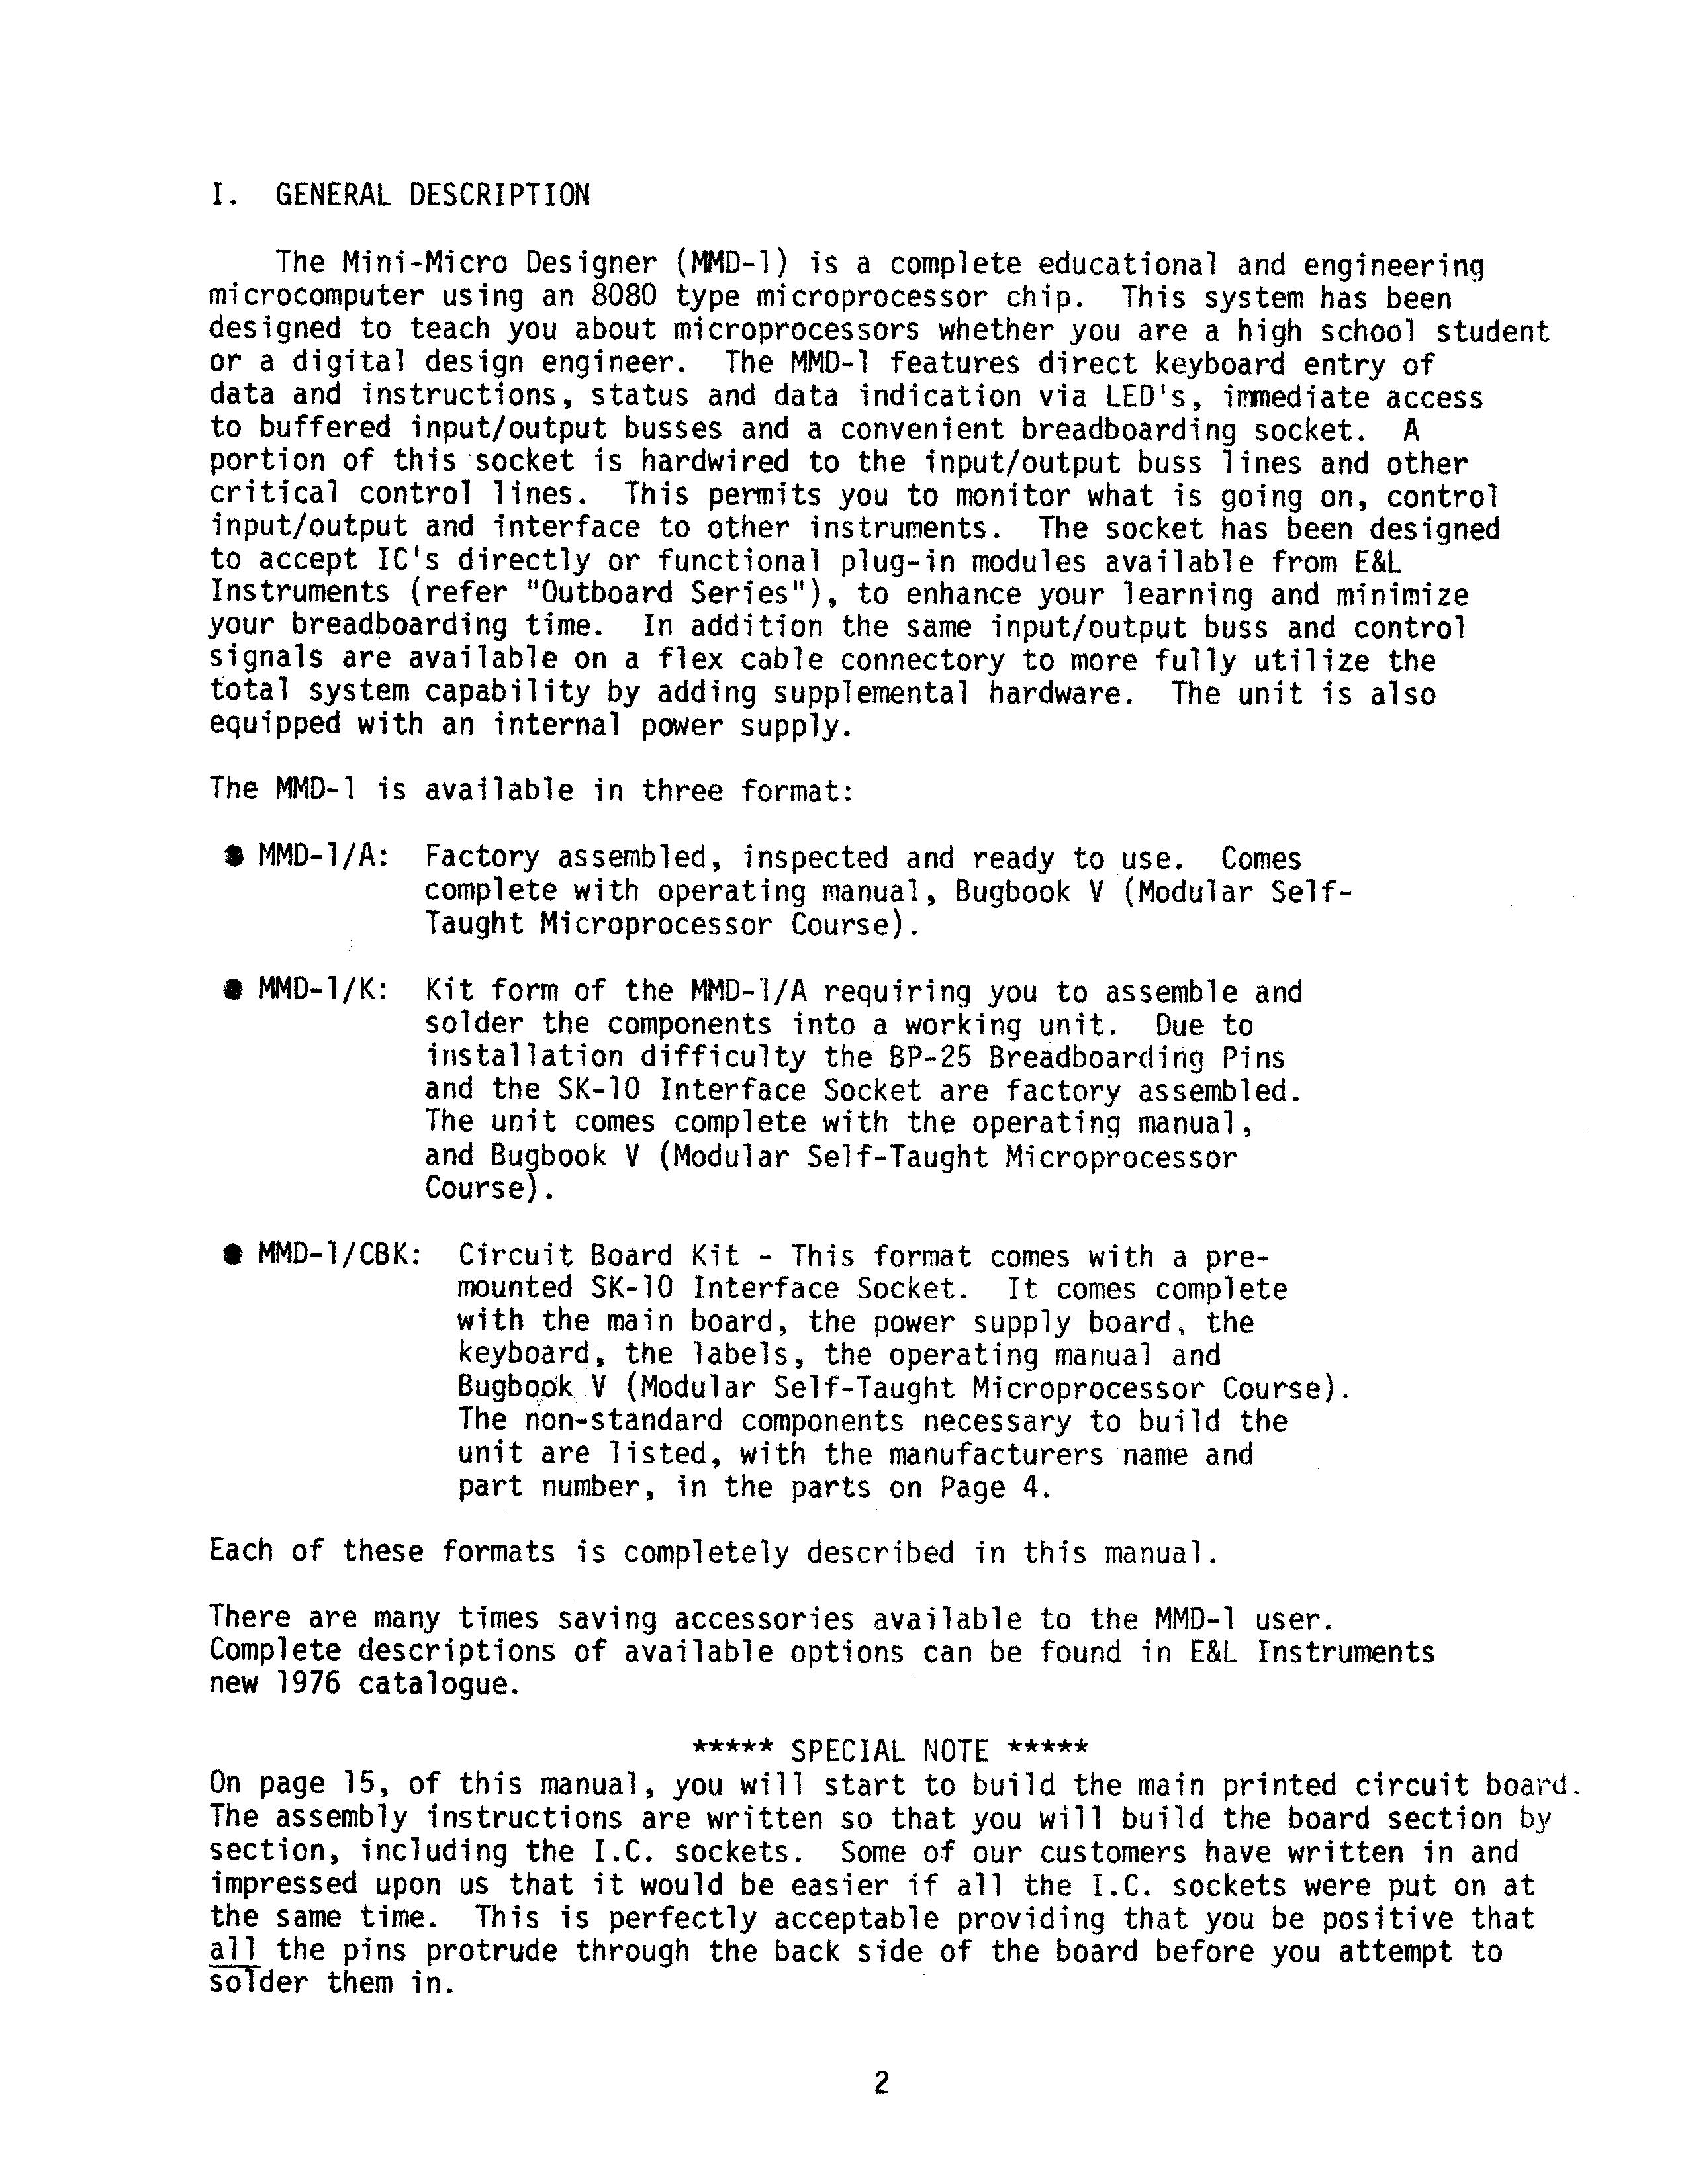 I. GENERAL DESCRIPTION
The Mini-Micro Designer (MMD-1) is a complete educational and engineering
microcomputer using an 8080 type microprocessor chip. This system has been
designed to teach you about microprocessors whether you are a high school student
or a digital design engineer. The MMD-1 features direct keyboard entry of
data and instructions, status and data indication via LED's, immediate access
to buffered input/output busses and a convenient breadboarding socket. A
portion of this socket is hardwired to the input/output buss lines and other
critical control lines. This permits you to monitor what is going on, control
input/output and interface to other instruments. The socket has been designed
to accept IC's directly or functional plug-in modules available from E&L
Instruments (refer "Outboard Series"), to enhance your learning and minimize
your breadboarding time. In addition the same input/output buss and control
signals are available on a flex cable connectory to more fully utilize the
total system capability by adding supplemental hardware. The unit is also
equipped with an internal power supply.
The MMD-1 is available in three format:
● MMD-1/A: Factory assembled, inspected and ready to use. Comes
complete with operating manual, Bugbook V (Modular Self-
Taught Microprocessor Course).
● MMD-1/K: Kit form of the MMD-1/A requiring you to assemble and
solder the components into a working unit. Due to
installation difficulty the BP-25 Breadboarding Pins
and the SK-10 Interface Socket are factory assembled.
The unit comes complete with the operating manual,
and Bugbook V (Modular Self-Taught Microprocessor
Course).
● MMD-1/CBK: Circuit Board Kit - This format comes with a pre-
mounted SK-10 Interface Socket. It comes complete
with the main board, the power supply board, the
keyboard, the labels, the operating manual and
Bugbook V (Modular Self-Taught Microprocessor Course).
The non-standard components necessary to build the
unit are listed, with the manufacturers name and
part number, in the parts on Page 4.
Each of these formats is completely described in this manual.
There are many times saving accessories available to the MMD-1 user.
Complete descriptions of available options can be found in E&L Instruments
new 1976 catalogue.
***** SPECIAL NOTE *****
On page 15, of this manual, you will start to build the main printed circuit board.
The assembly instructions are written so that you will build the board section by
section, including the I.C. sockets. Some of our customers have written in and
impressed upon us that it would be easier if all the I.C. sockets were put on at
the same time. This is perfectly acceptable providing that you be positive that
all the pins protrude through the back side of the board before you attempt to
solder them in.
2